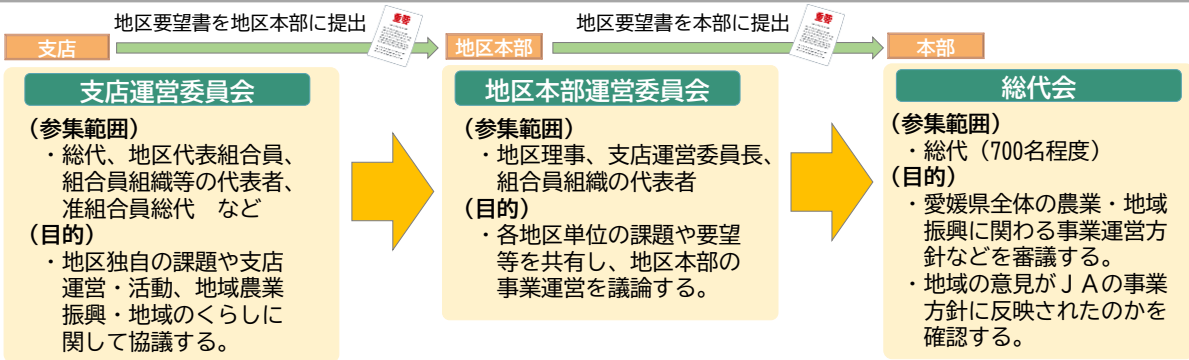 地区要望書を地区本部に提出
地区要望書を本部に提出
重要
重要
支店
地区本部
本部
支店運営委員会
（参集範囲）
・総代、地区代表組合員、
組合員組織等の代表者、
准組合員総代　など
（目的）
・地区独自の課題や支店
運営・活動、地域農業
振興・地域のくらしに
関して協議する。
地区本部運営委員会
（参集範囲）
・地区理事、支店運営委員長、
組合員組織の代表者
（目的）
・各地区単位の課題や要望
等を共有し、地区本部の
事業運営を議論する。
総代会
（参集範囲）
・総代（700名程度）
（目的）
・愛媛県全体の農業・地域
振興に関わる事業運営方
針などを審議する。
・地域の意見がＪＡの事業
方針に反映されたのかを
確認する。